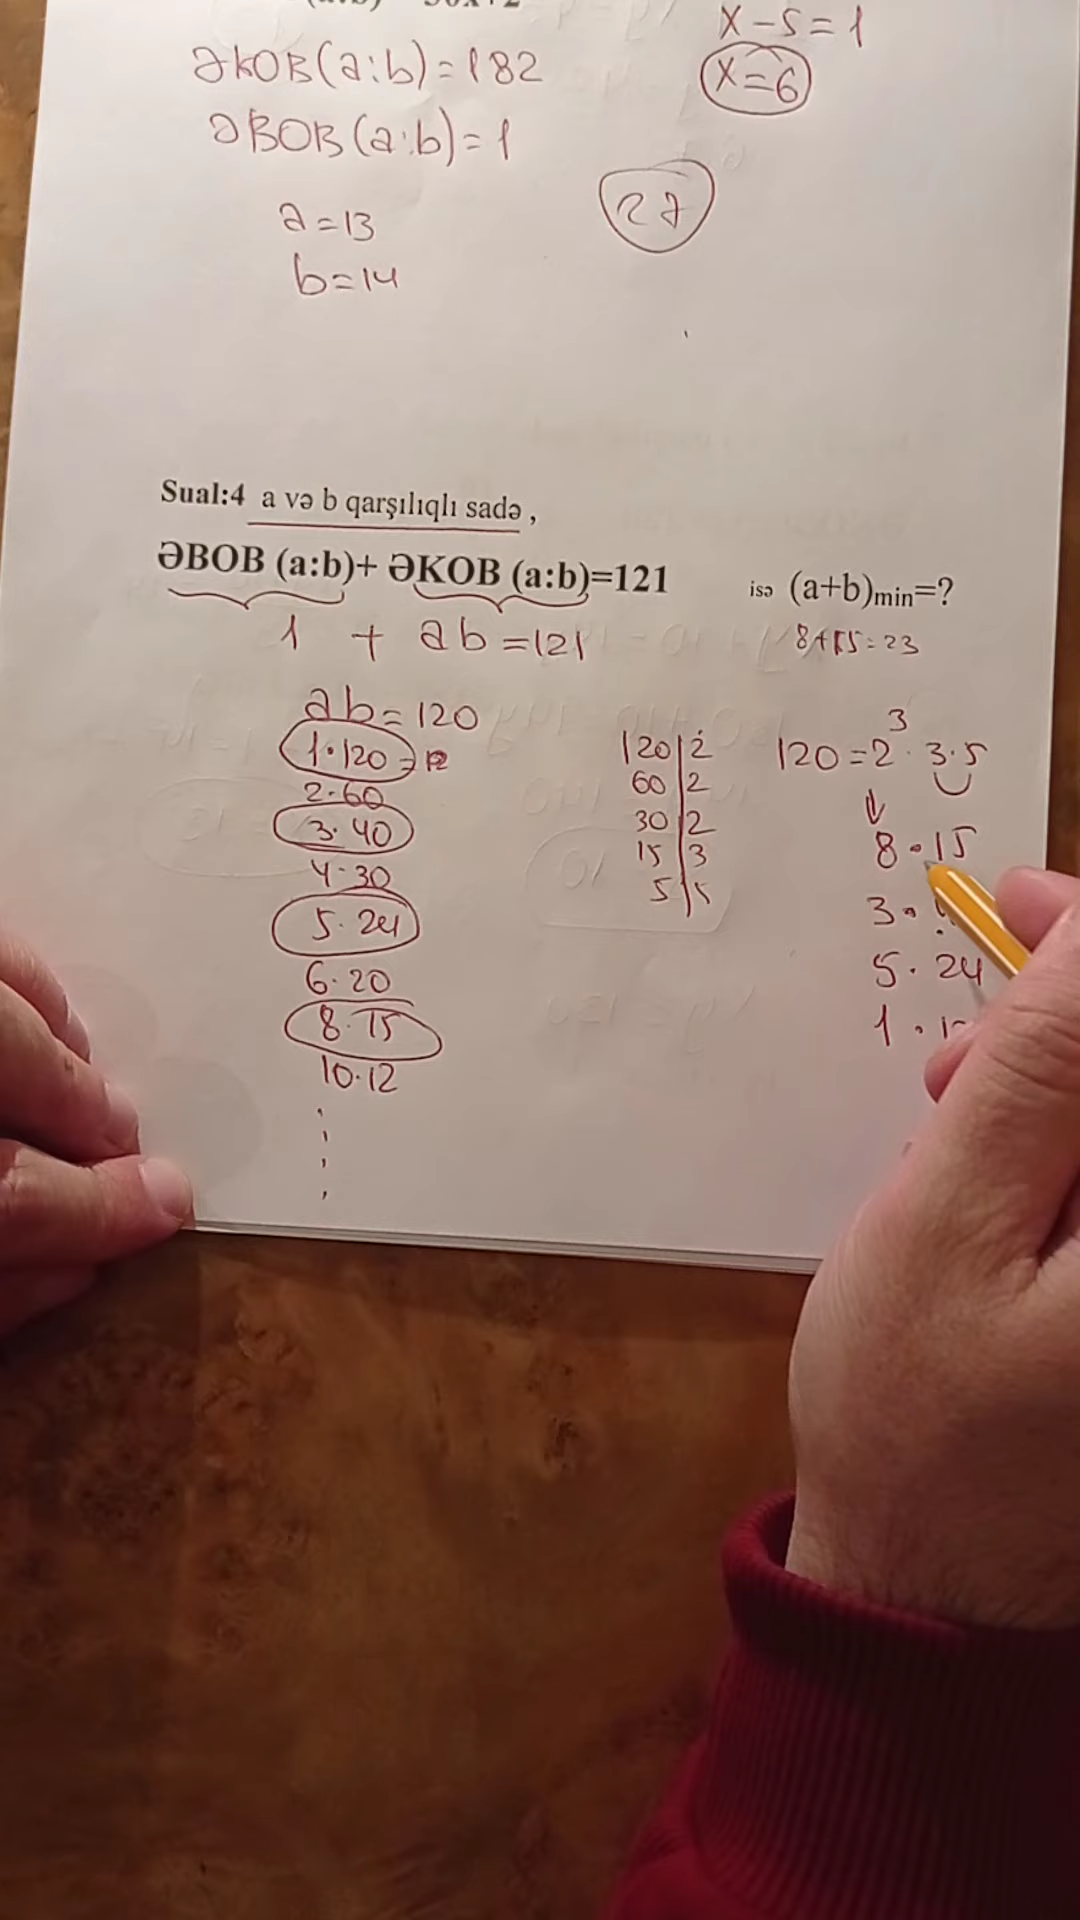 ƏKOB(a:b)=182
ƏBOB(a:b)=1
a=13
b=14
x-5=1
x=6
27
Sual:4 a və b qarşılıqlı sadə,
ƏBOB (a:b)+ ƏKOB (a:b)=121 isə (a+b)min=?
1 + ab=121
8+15=23
ab=120
1·120=
2·60
3·40
4·30
5·24
6·20
8·15
10·12
120|2
60|2
30|2
15|3
5|5
120=2³·3·5
8·15
3·
5·24
1·